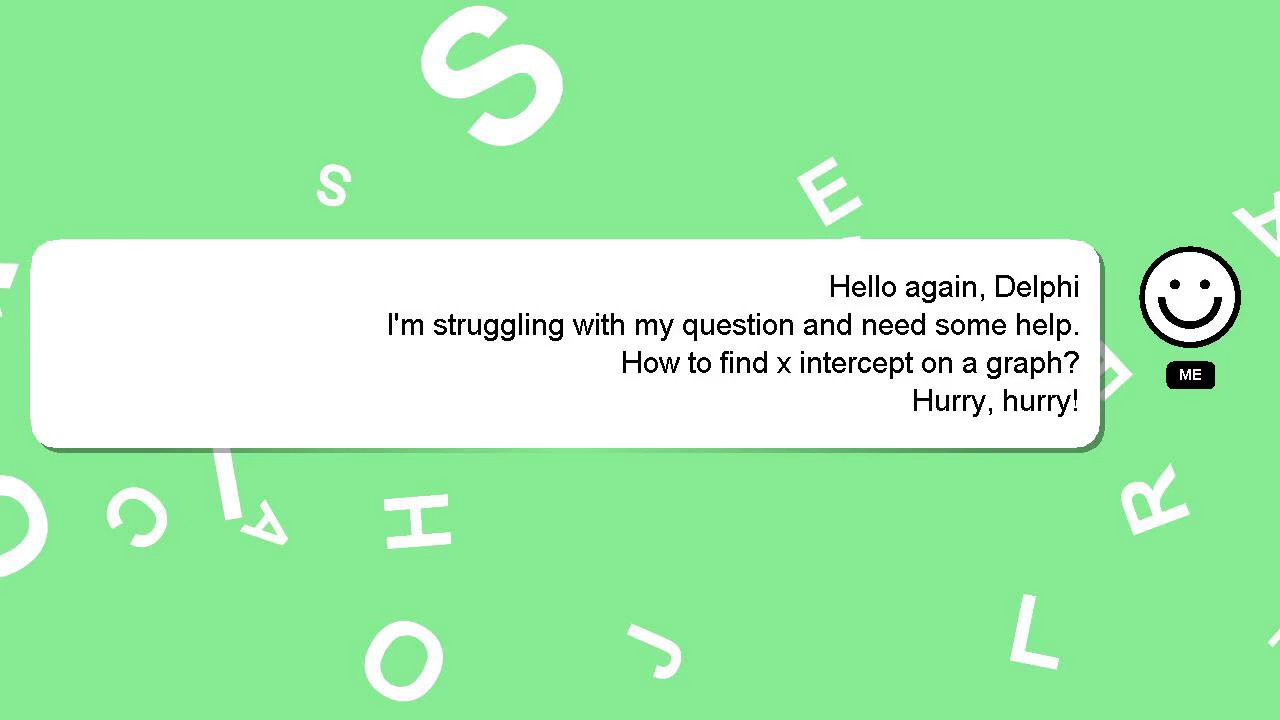 Hello again, Delphi
I'm struggling with my question and need some help.
How to find x intercept on a graph?
Hurry, hurry!
ME
S
S
E
A
E
I
O
C
A
H
R
O
J
L